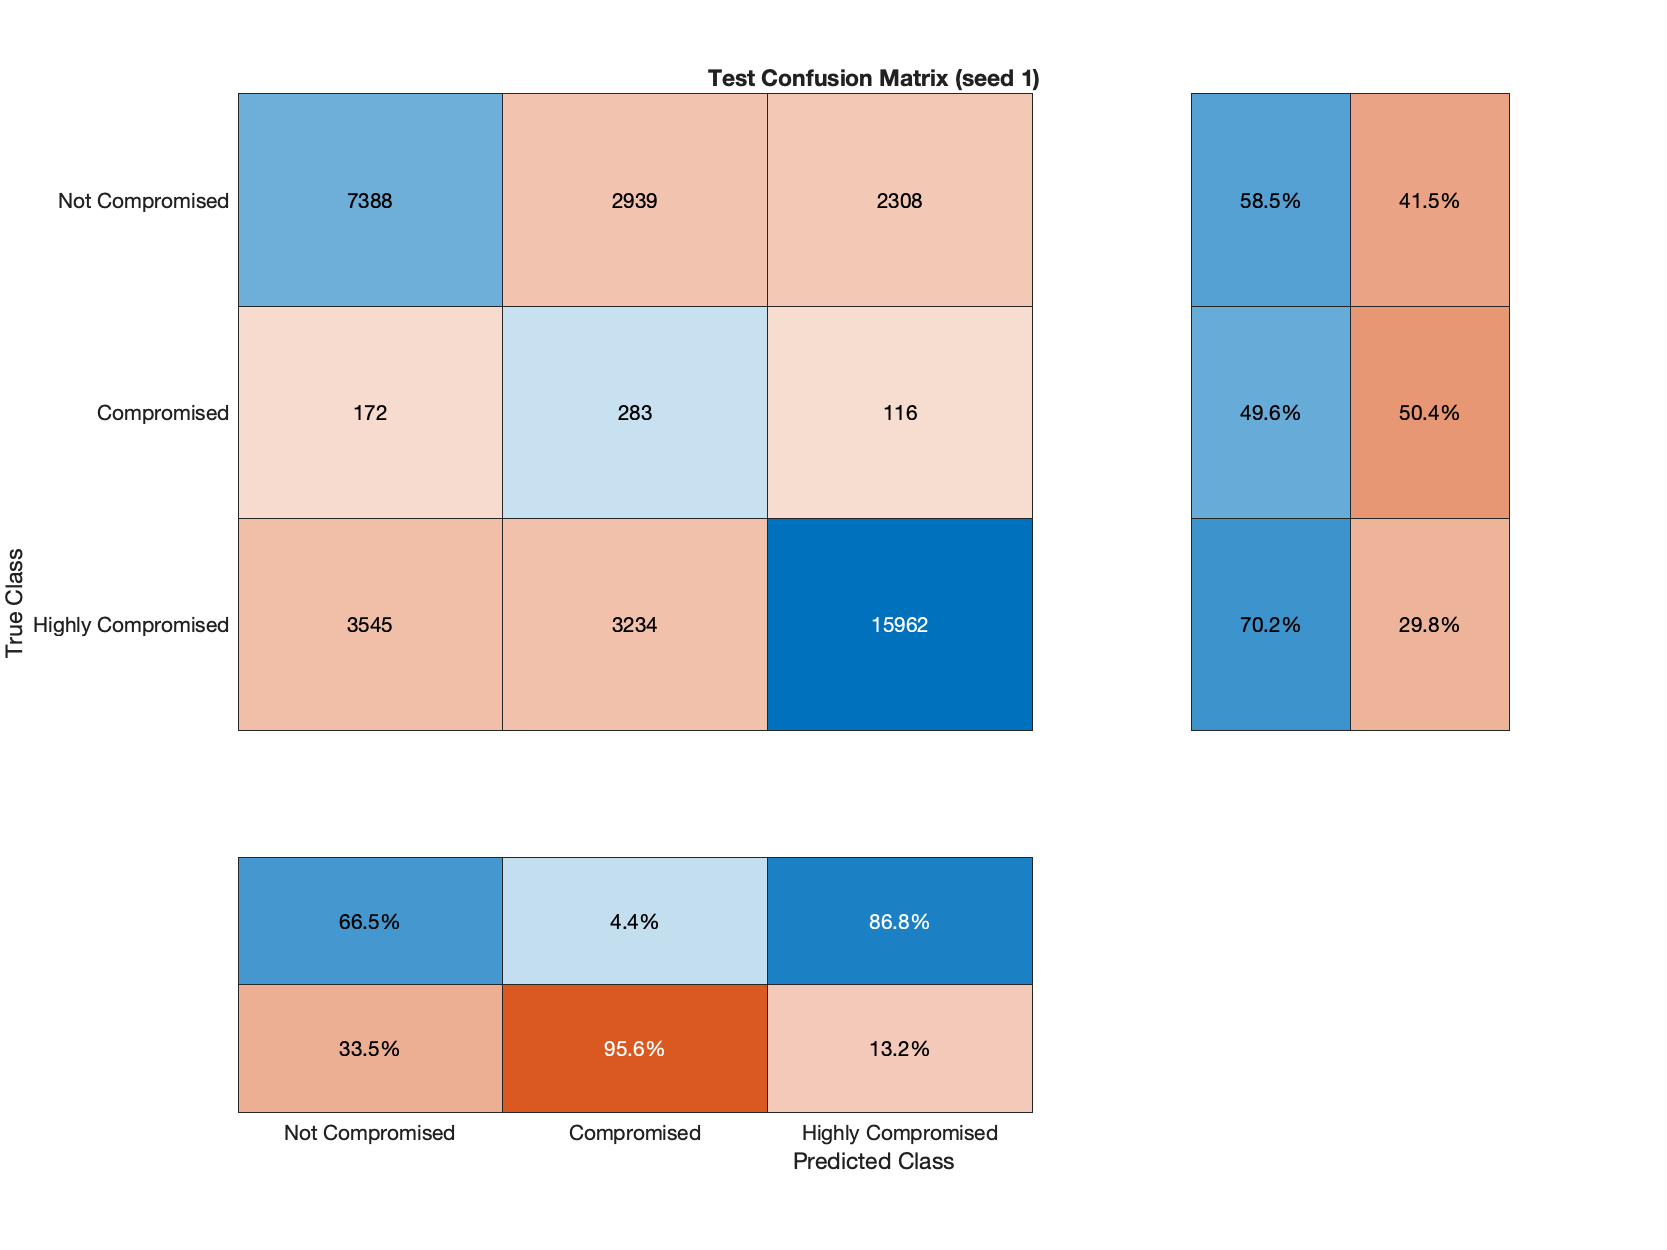 Test Confusion Matrix (seed 1)
Not Compromised 7388 2939 2308 58.5% 41.5%
Compromised 172 283 116 49.6% 50.4%
True Class
Highly Compromised 3545 3234 15962 70.2% 29.8%
66.5% 4.4% 86.8%
33.5% 95.6% 13.2%
Not Compromised Compromised Highly Compromised
Predicted Class